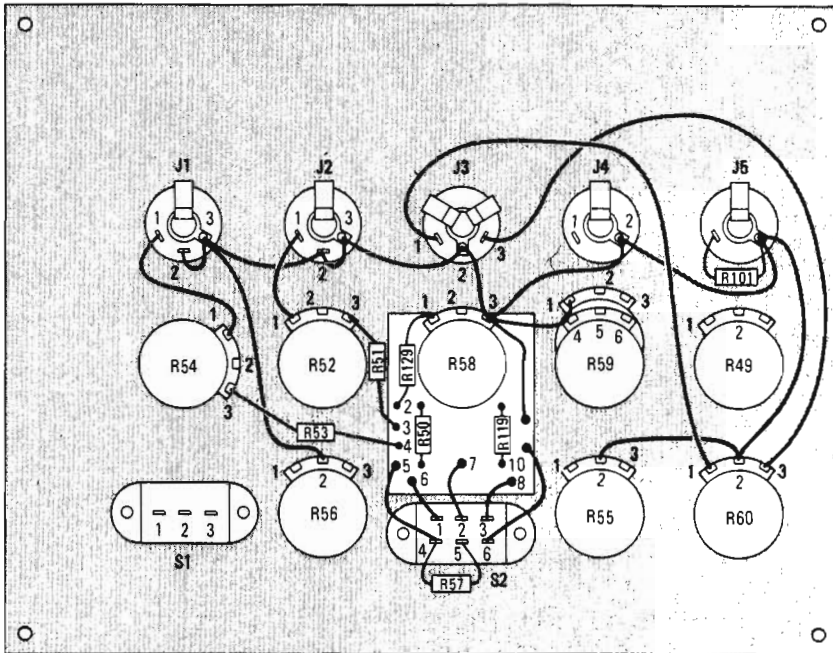 J1 J2 J3 J4 J5
1 3 1 3 1 2
2 2 2 3
R101
2
1 2 3 1 2 3 1 3
1 4 5 6 1 2 3
R54 2 R52 R51 R129 R58 R59 R49
3 2
R53 3 R50 R119
4
1 2 3 5 6 7 10 1 2 3 1 2 3
8
R56 R55 R60
1 2 3 1 2 3
4 5 6
S1 R57 S2